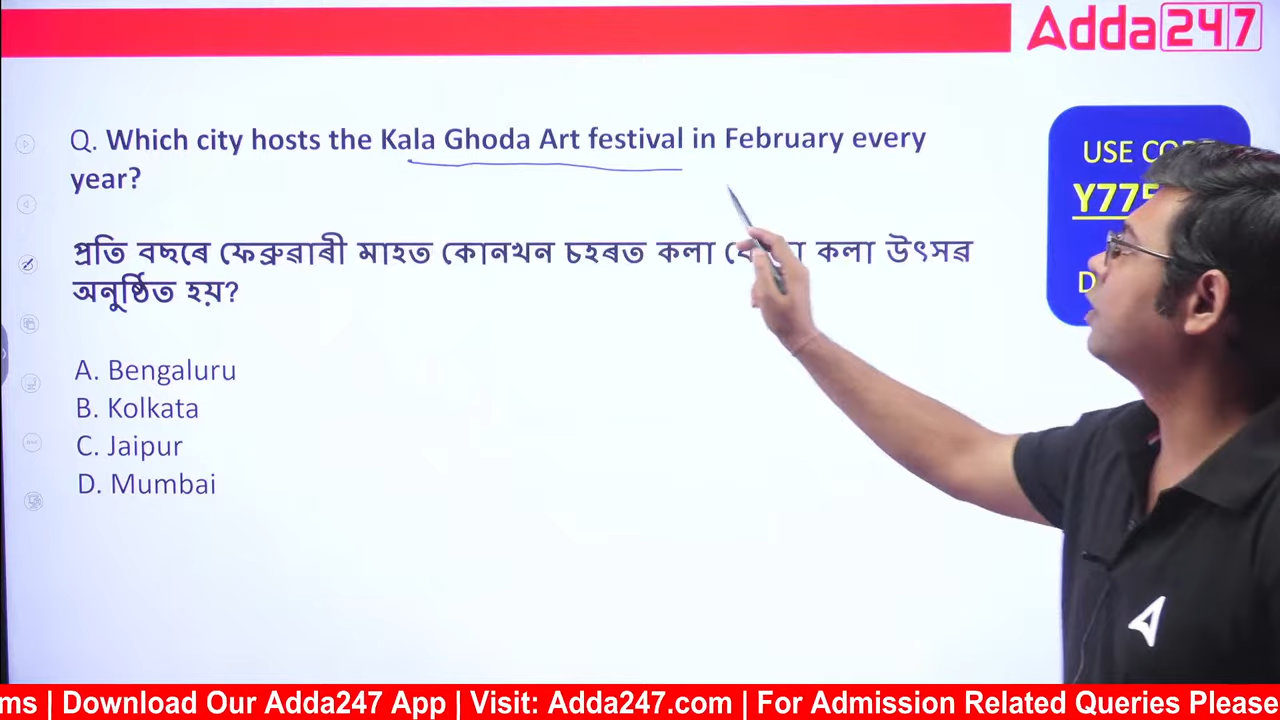 Adda247
Q. Which city hosts the Kala Ghoda Art festival in February every
year?
USE
Y775
প্ৰতি বছৰে ফেব্ৰুৱাৰী মাহত কোনখন চহৰত কলা কলা উৎসৱ
অনুষ্ঠিত হয়?
A. Bengaluru
B. Kolkata
C. Jaipur
D. Mumbai
| Download Our Adda247 App | Visit: Adda247.com | For Admission Related Queries Please